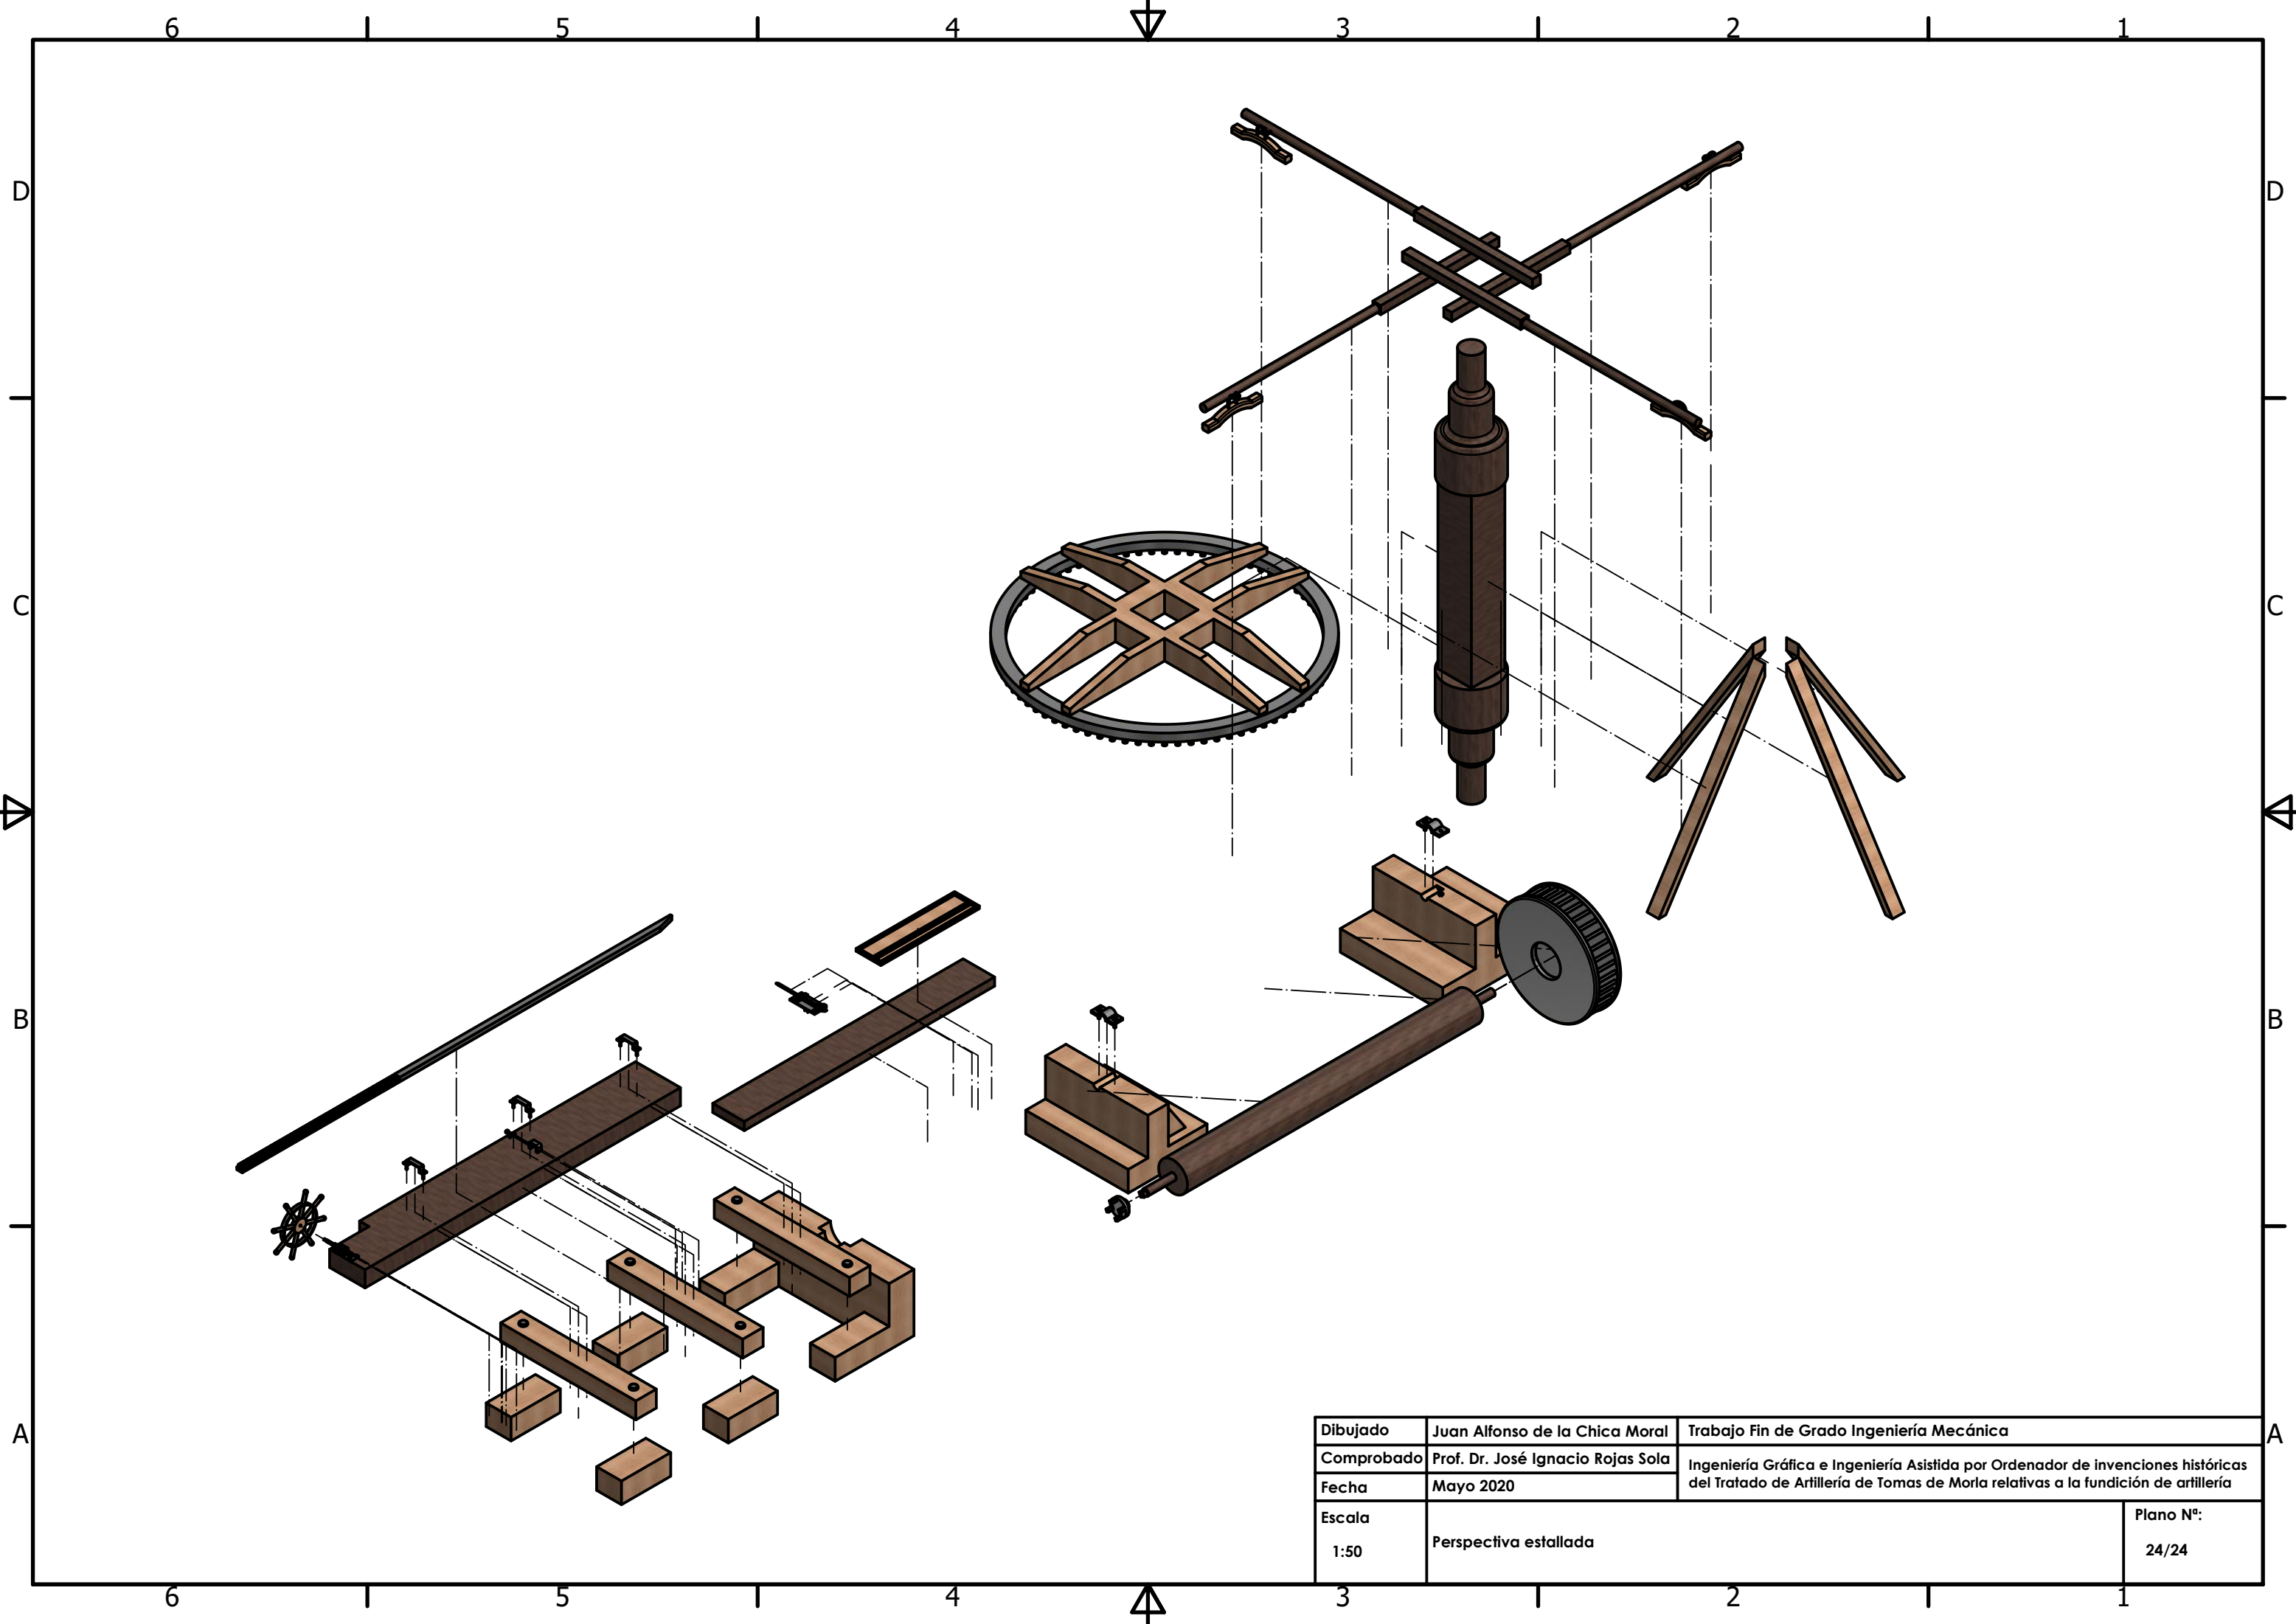 6 5 4 3 2 1
D D
C C
B B
A A
Dibujado Juan Alfonso de la Chica Moral Trabajo Fin de Grado Ingeniería Mecánica
Comprobado Prof. Dr. José Ignacio Rojas Sola
Ingeniería Gráfica e Ingeniería Asistida por Ordenador de invenciones históricas
del Tratado de Artillería de Tomas de Morla relativas a la fundición de artillería
Fecha Mayo 2020
Escala
1:50
Perspectiva estallada
Plano Nª:
24/24
6 5 4 3 2 1